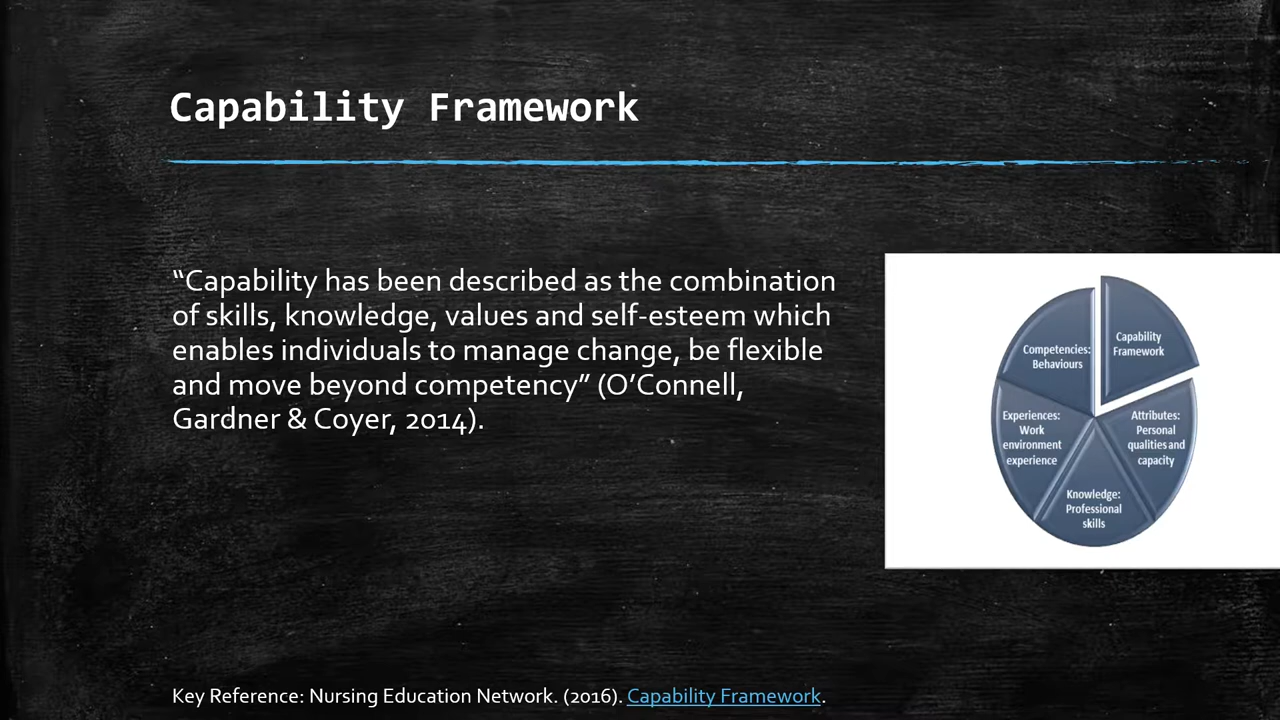 Capability Framework
“Capability has been described as the combination
of skills, knowledge, values and self-esteem which
enables individuals to manage change, be flexible
and move beyond competency” (O’Connell,
Gardner & Coyer, 2014).
Capability
Framework
Attributes:
Personal
qualities and
capacity
Knowledge:
Professional
skills
Experiences:
Work
environment
experience
Competencies:
Behaviours
Key Reference: Nursing Education Network. (2016). Capability Framework.